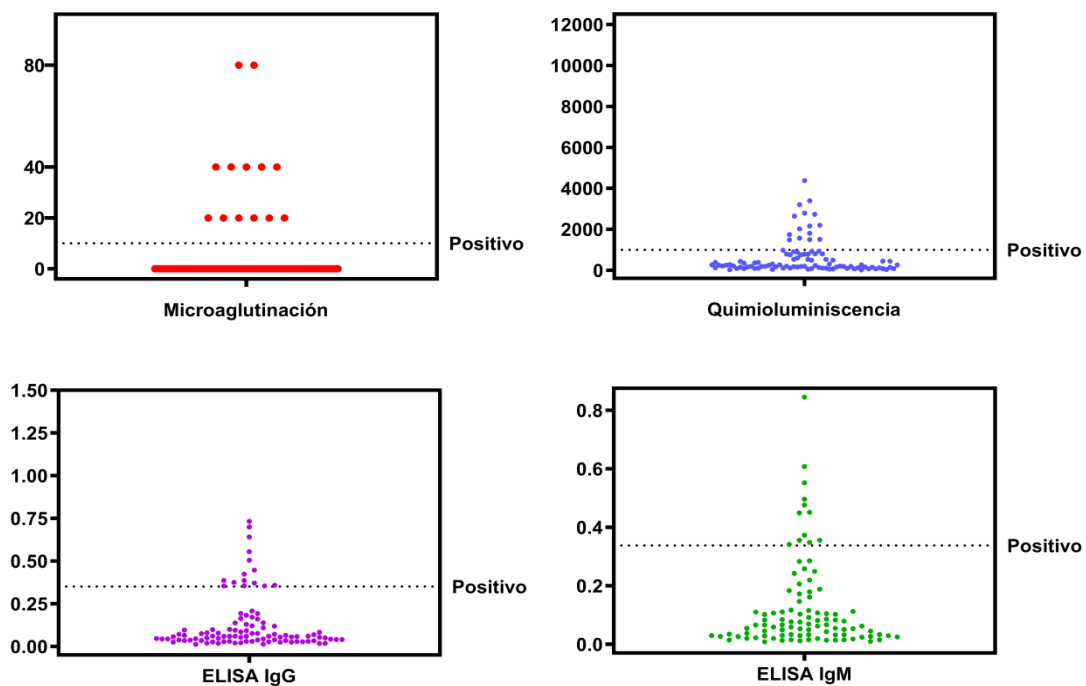 80
40
20
0
Positivo
Microaglutinación
12000
10000
8000
6000
4000
2000
0
Positivo
Quimioluminiscencia
1.50
1.25
1.00
0.75
0.50
0.25
0.00
Positivo
ELISA IgG
0.8
0.6
0.4
0.2
0.0
Positivo
ELISA IgM